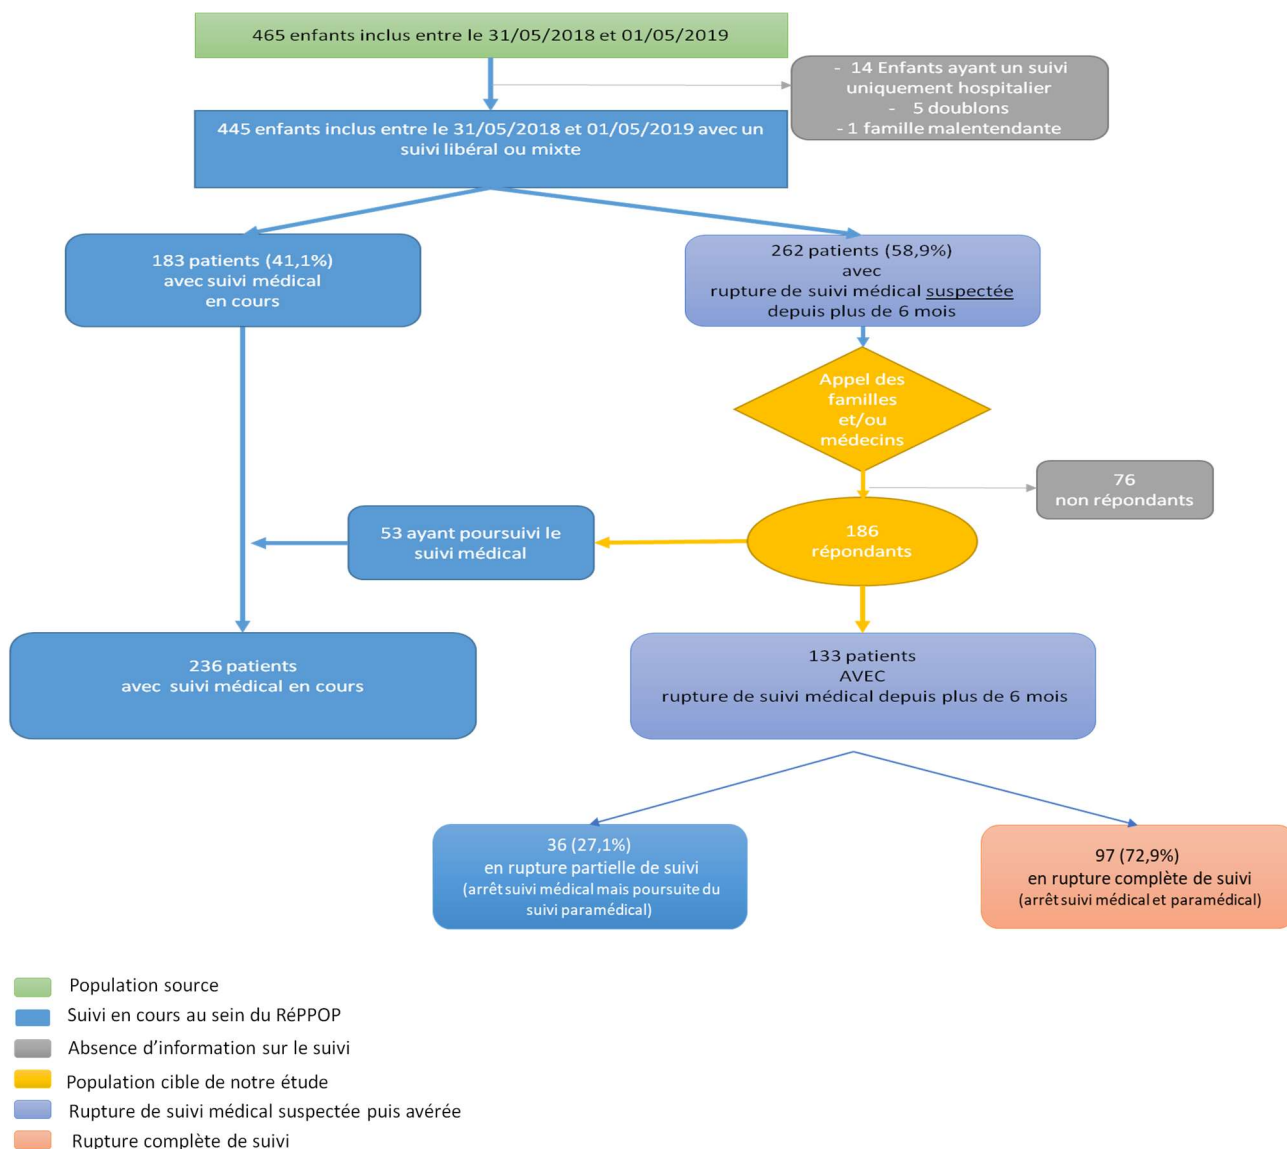 465 enfants inclus entre le 31/05/2018 et 01/05/2019
- 14 Enfants ayant un suivi
uniquement hospitalier
- 5 doublons
- 1 famille malentendante
445 enfants inclus entre le 31/05/2018 et 01/05/2019 avec un
suivi libéral ou mixte
183 patients (41,1%)
avec suivi médical
en cours
262 patients (58,9%)
avec
rupture de suivi médical suspectée
depuis plus de 6 mois
Appel des
familles
et/ou
médecins
76
non répondants
53 ayant poursuivi le
suivi médical
186
répondants
236 patients
avec suivi médical en cours
133 patients
AVEC
rupture de suivi médical depuis plus de 6 mois
36 (27,1%)
en rupture partielle de suivi
(arrêt suivi médical mais poursuite du
suivi paramédical)
97 (72,9%)
en rupture complète de suivi
(arrêt suivi médical et paramédical)
Population source
Suivi en cours au sein du RéPPOP
Absence d'information sur le suivi
Population cible de notre étude
Rupture de suivi médical suspectée puis avérée
Rupture complète de suivi